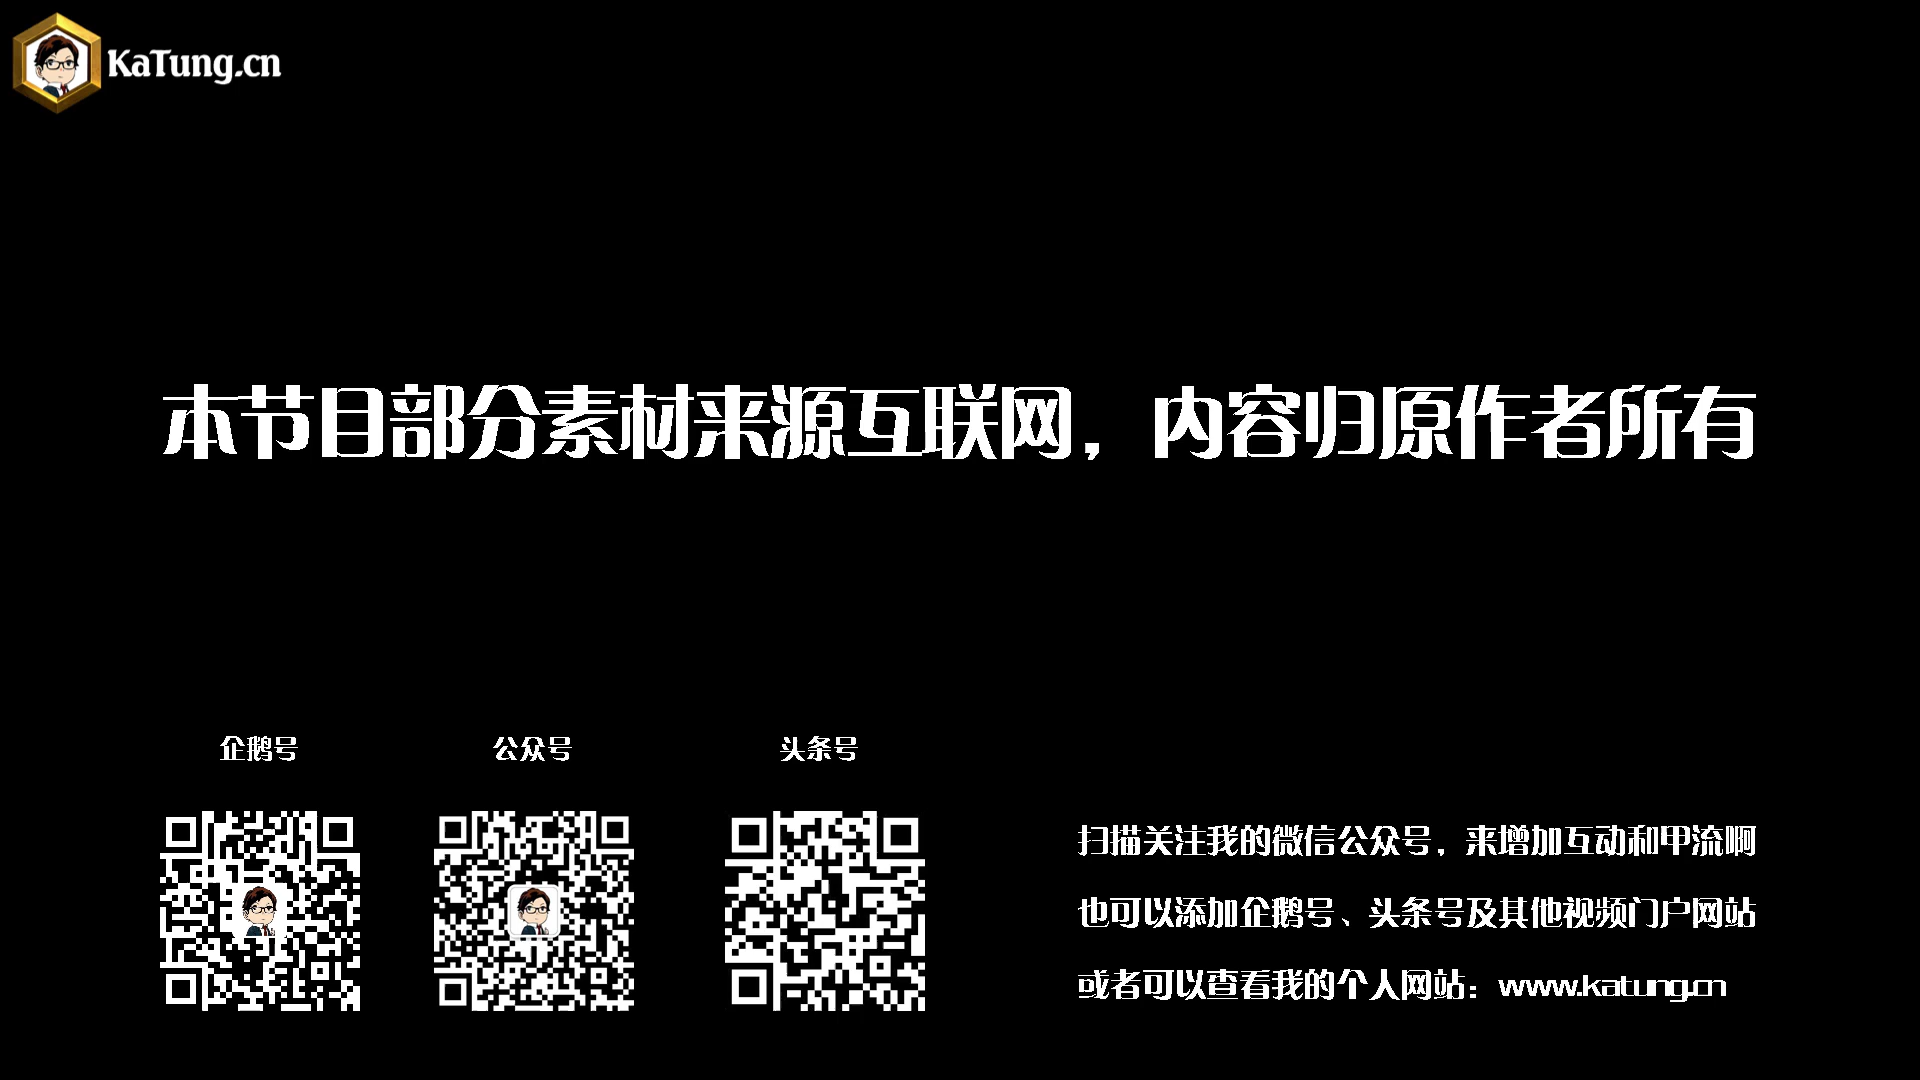 KaTung.cn
本节目部分素材来源互联网，内容归原作者所有
企鹅号
公众号
头条号
扫描关注我的微信公众号，来增加互动和甲流啊
也可以添加企鹅号、头条号及其他视频门户网站
或者可以查看我的个人网站：www.katung.cn